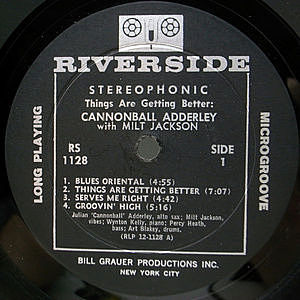 RIVERSIDE
STEREOPHONIC
Things Are Getting Better:
CANNONBALL ADDERLEY
with MILT JACKSON
RS
1128
SIDE
1
LONG PLAYING
MICROGROOVE
1. BLUES ORIENTAL (4:55)
2. THINGS ARE GETTING BETTER (7:07)
3. SERVES ME RIGHT (4:42)
4. GROOVIN' HIGH (5:16)
Julian 'Cannonball' Adderley, alto sax; Milt Jackson,
vibes; Wynton Kelly, piano; Percy Heath,
bass; Art Blakey, drums.
(RLP 12-1128 A)
BILL GRAUER PRODUCTIONS INC.
NEW YORK CITY